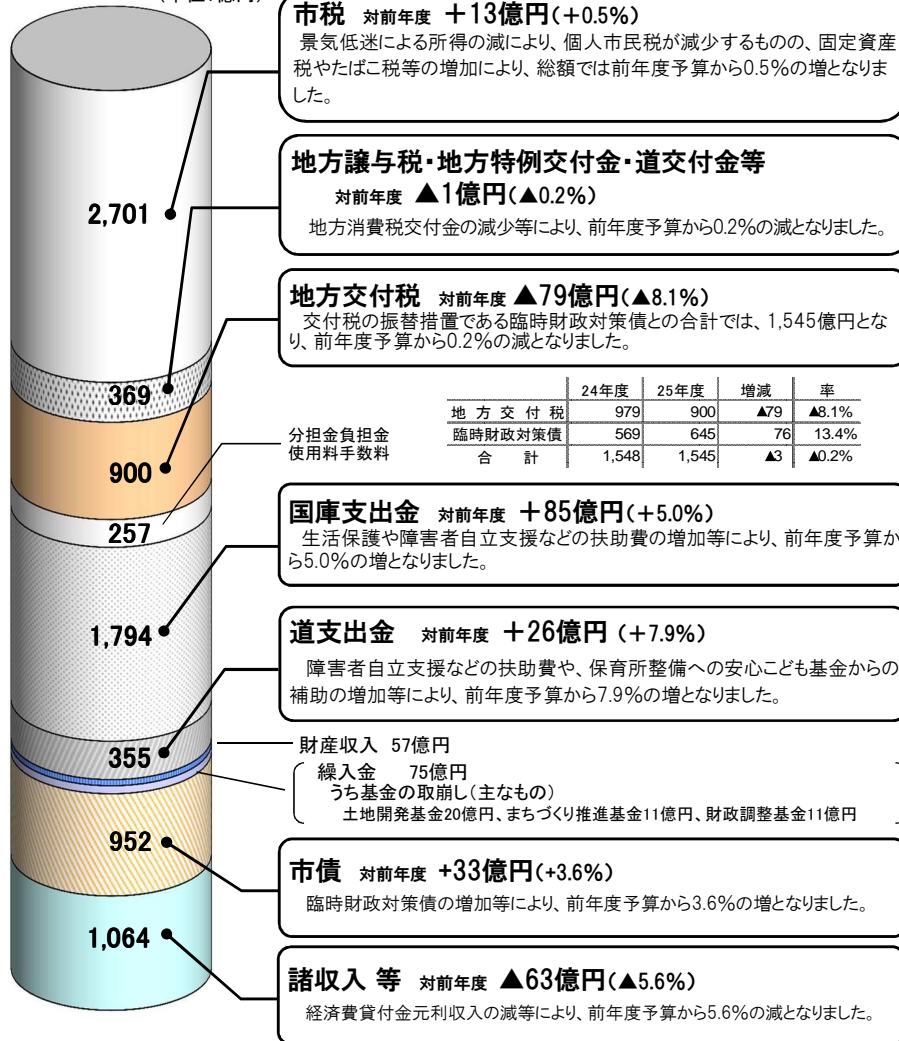 (単位:億円)
市税 対前年度 ＋13億円(＋0.5%)
景気低迷による所得の減により、個人市民税が減少するものの、固定資産
税やたばこ税等の増加により、総額では前年度予算から0.5%の増となりま
した。
2,701
地方譲与税・地方特例交付金・道交付金等
対前年度 ▲1億円(▲0.2%)
地方消費税交付金の減少等により、前年度予算から0.2%の減となりました。
369
地方交付税 対前年度 ▲79億円(▲8.1%)
交付税の振替措置である臨時財政対策債との合計では、1,545億円とな
り、前年度予算から0.2%の減となりました。
24年度 25年度 増減 率
地方交付税 979 900 ▲79 ▲8.1%
臨時財政対策債 569 645 76 13.4%
合計 1,548 1,545 ▲3 ▲0.2%
900
分担金負担金
使用料手数料
257
国庫支出金 対前年度 ＋85億円(＋5.0%)
生活保護や障害者自立支援などの扶助費の増加等により、前年度予算か
ら5.0%の増となりました。
1,794
道支出金 対前年度 ＋26億円 (＋7.9%)
障害者自立支援などの扶助費や、保育所整備への安心こども基金からの
補助の増加等により、前年度予算から7.9%の増となりました。
355
財産収入 57億円
繰入金 75億円
うち基金の取崩し(主なもの)
土地開発基金20億円、まちづくり推進基金11億円、財政調整基金11億円
952
市債 対前年度 +33億円(+3.6%)
臨時財政対策債の増加等により、前年度予算から3.6%の増となりました。
1,064
諸収入 等 対前年度 ▲63億円(▲5.6%)
経済費貸付金元利収入の減等により、前年度予算から5.6%の減となりました。